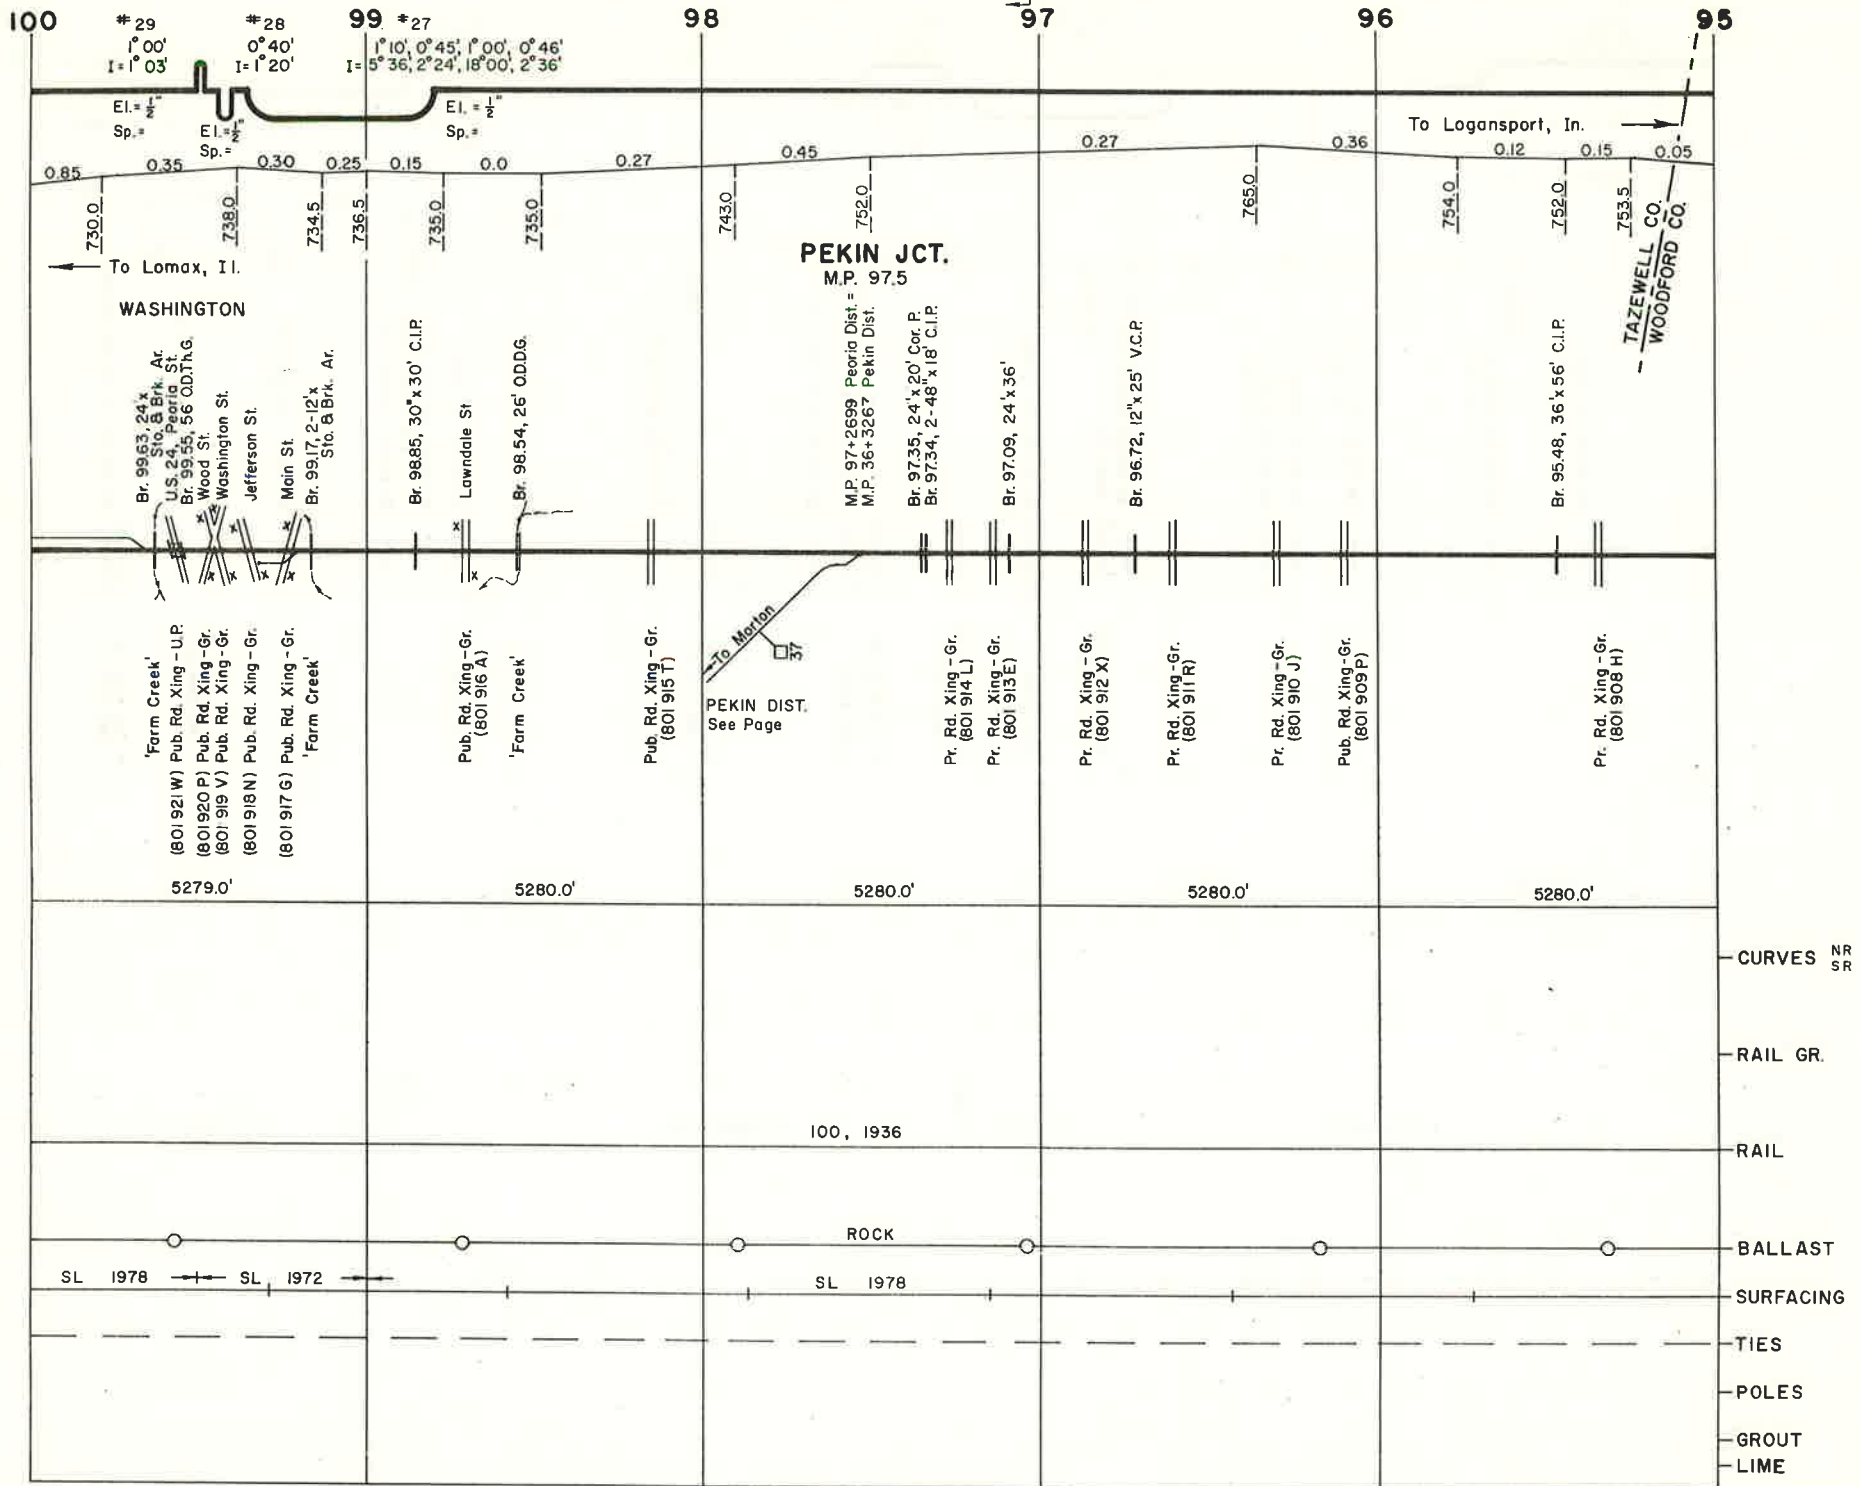 100
99
98
97
96
95
#29
1°00'
I=1°03'
#28
0°40'
I=1°20'
#27
1°10', 0°45', 1°00', 0°46'
I=5°36', 2°24', 18°00', 2°36'
El.=½"
Sp.=
El.=½"
Sp.=
El.=½"
Sp.=
To Logansport, In.
0.85
0.35
0.30
0.25
0.15
0.0
0.27
0.45
0.27
0.36
0.12
0.15
0.05
730.0
738.0
734.5
736.5
735.0
735.0
743.0
752.0
765.0
754.0
752.0
753.5
TAZEWELL CO.
WOODFORD CO.
To Lomax, Il.
WASHINGTON
PEKIN JCT.
M.P. 97.5
Br. 99.63, 24'x
Sto. & Brk. Ar.
U.S. 24, Peoria St.
Br. 99.55, 56' O.D.Th.G.
Wood St.
Washington St.
Jefferson St.
Main St.
Br. 99.17, 2-12'x
Sto. & Brk. Ar.
Br. 98.85, 30"x 30' C.I.P.
Lawndale St
Br. 98.54, 26' O.D.D.G.
M.P. 97+2699 Peoria Dist.=
M.P. 36+3267 Pekin Dist.
Br. 97.35, 24"x 20' Cor. P.
Br. 97.34, 2-48"x 18' C.I.P.
Br. 97.09, 24"x36'
Br. 96.72, 12"x 25' V.C.P.
Br. 95.48, 36"x 56' C.I.P.
x
x
x
x
x
x
x
x
x
x
'Farm Creek'
(801 921 W) Pub. Rd. Xing-U.P.
(801 920 P) Pub. Rd. Xing-Gr.
(801 919 V) Pub. Rd. Xing-Gr.
(801 918 N) Pub. Rd. Xing-Gr.
(801 917 G) Pub. Rd. Xing-Gr.
'Farm Creek'
Pub. Rd. Xing-Gr.
(801 916 A)
'Farm Creek'
Pub. Rd. Xing-Gr.
(801 915 T)
To Morton
37
PEKIN DIST.
See Page
Pr. Rd. Xing-Gr.
(801 914 L)
Pr. Rd. Xing-Gr.
(801 913 E)
Pr. Rd. Xing-Gr.
(801 912 X)
Pr. Rd. Xing-Gr.
(801 911 R)
Pr. Rd. Xing-Gr.
(801 910 J)
Pub. Rd. Xing-Gr.
(801 909 P)
Pr. Rd. Xing-Gr.
(801 908 H)
5279.0'
5280.0'
5280.0'
5280.0'
5280.0'
CURVES NR
SR
RAIL GR.
100, 1936
RAIL
ROCK
BALLAST
SL 1978
SL 1972
SL 1978
SURFACING
TIES
POLES
GROUT
LIME